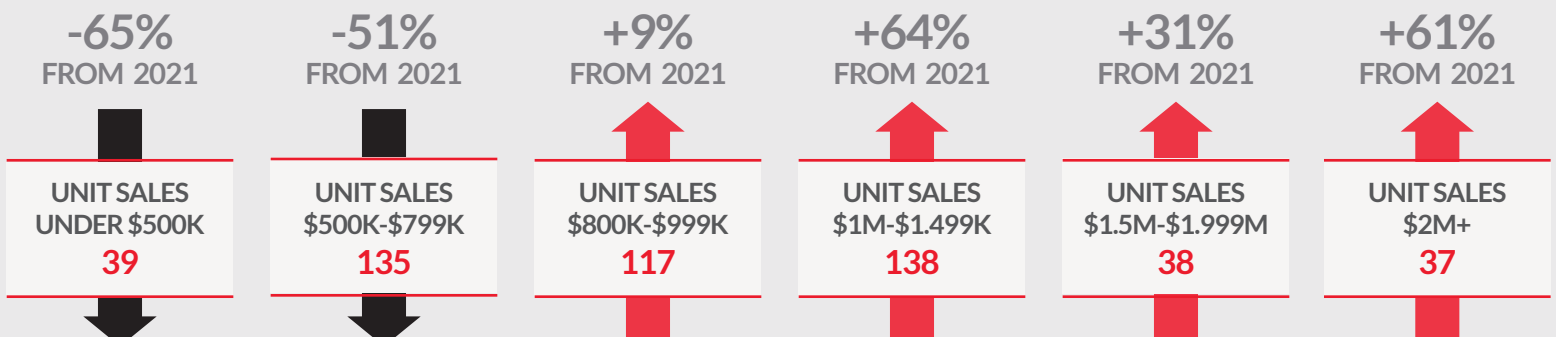 -65%
FROM 2021
UNIT SALES
UNDER $500K
39
-51%
FROM 2021
UNIT SALES
$500K-$799K
135
+9%
FROM 2021
UNIT SALES
$800K-$999K
117
+64%
FROM 2021
UNIT SALES
$1M-$1.499K
138
+31%
FROM 2021
UNIT SALES
$1.5M-$1.999M
38
+61%
FROM 2021
UNIT SALES
$2M+
37